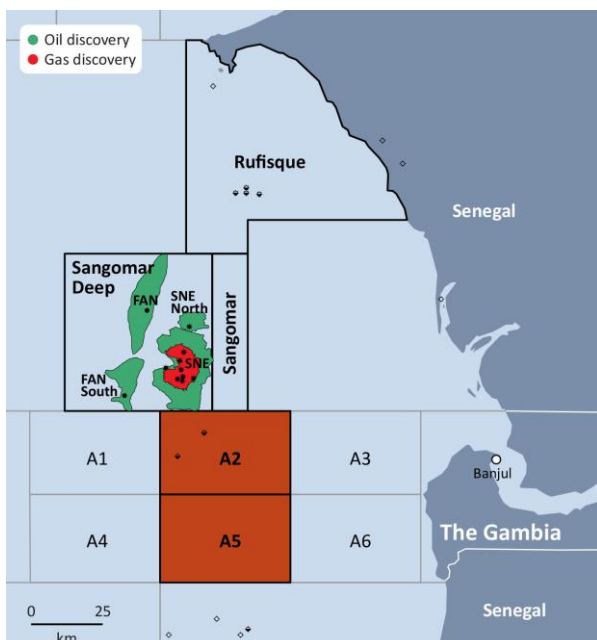 Oil discovery
Gas discovery
Rufisque
Senegal
Sangomar
Deep
FAN
SNE
North
Sangomar
SNE
FAN
South
A1
A2
A3
Banjul
A4
A5
A6
The Gambia
0 25
km
Senegal